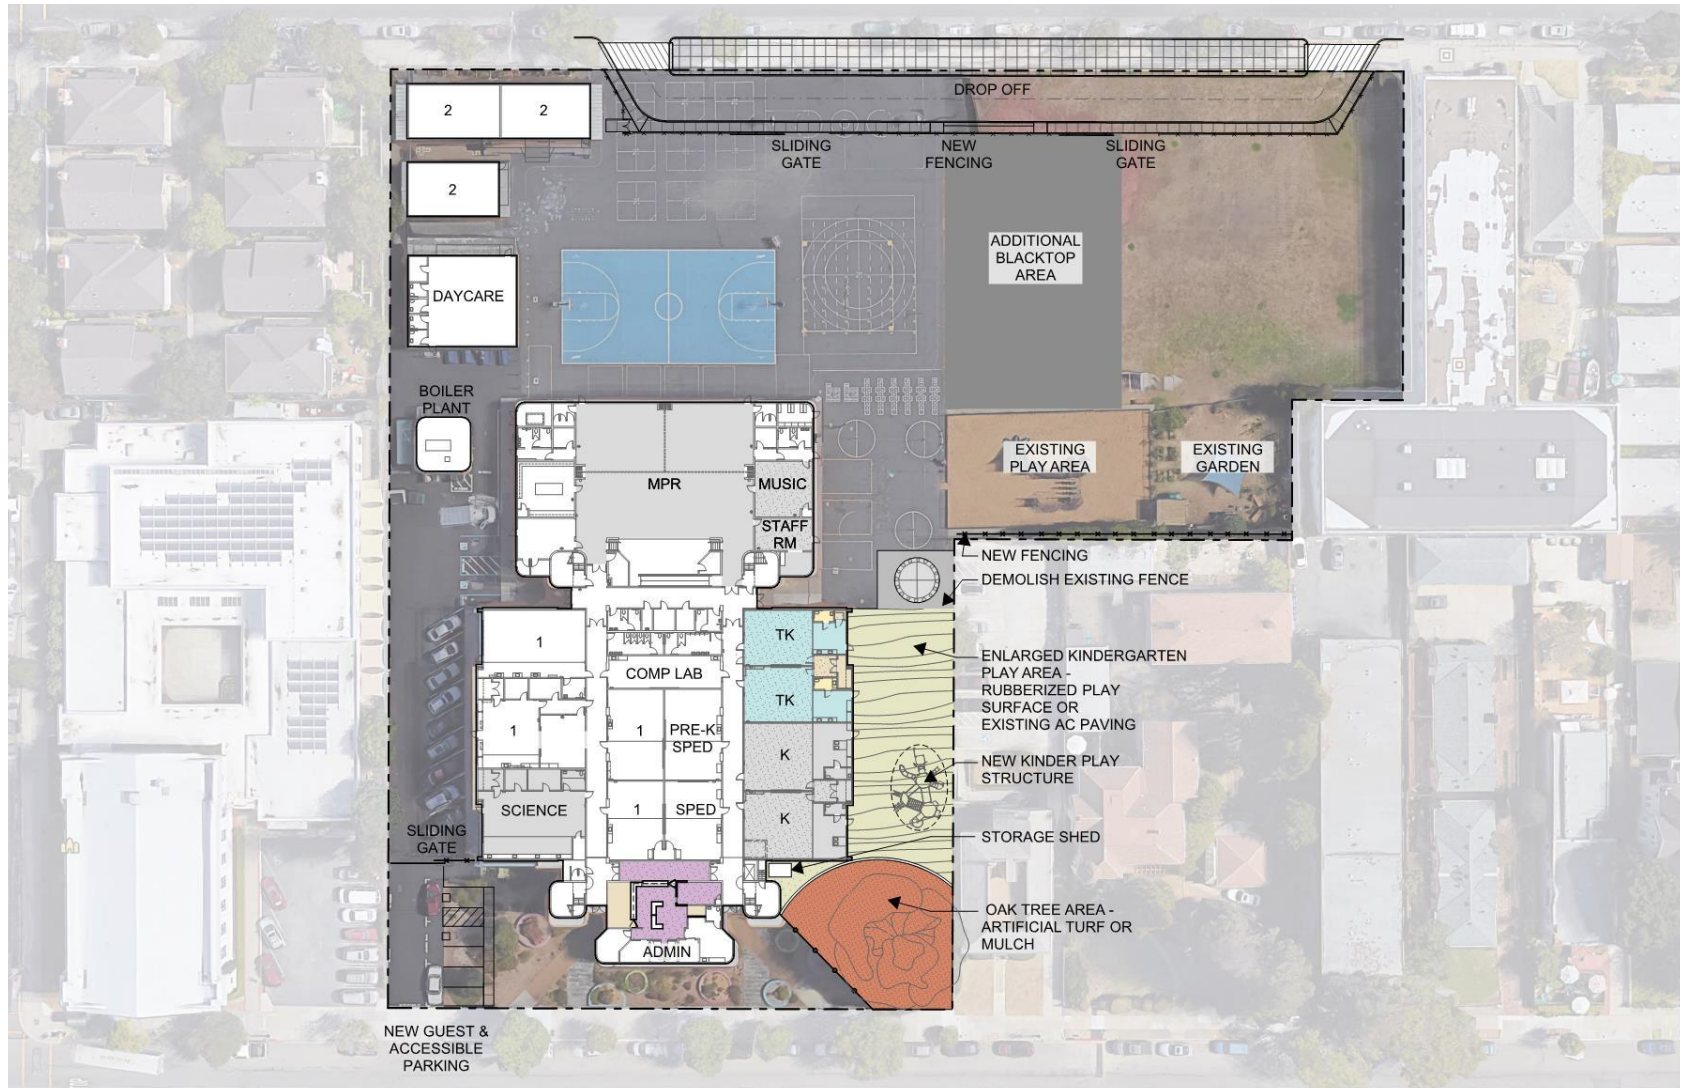 DROP OFF
2
2
SLIDING
GATE
NEW
FENCING
SLIDING
GATE
2
ADDITIONAL
BLACKTOP
AREA
DAYCARE
BOILER
PLANT
MPR
MUSIC
STAFF
RM
EXISTING
PLAY AREA
EXISTING
GARDEN
NEW FENCING
DEMOLISH EXISTING FENCE
1
TK
COMP LAB
TK
ENLARGED KINDERGARTEN
PLAY AREA -
RUBBERIZED PLAY
SURFACE OR
EXISTING AC PAVING
1
1
PRE-K
SPED
K
NEW KINDER PLAY
STRUCTURE
SCIENCE
1
SPED
K
SLIDING
GATE
STORAGE SHED
OAK TREE AREA -
ARTIFICIAL TURF OR
MULCH
ADMIN
NEW GUEST &
ACCESSIBLE
PARKING